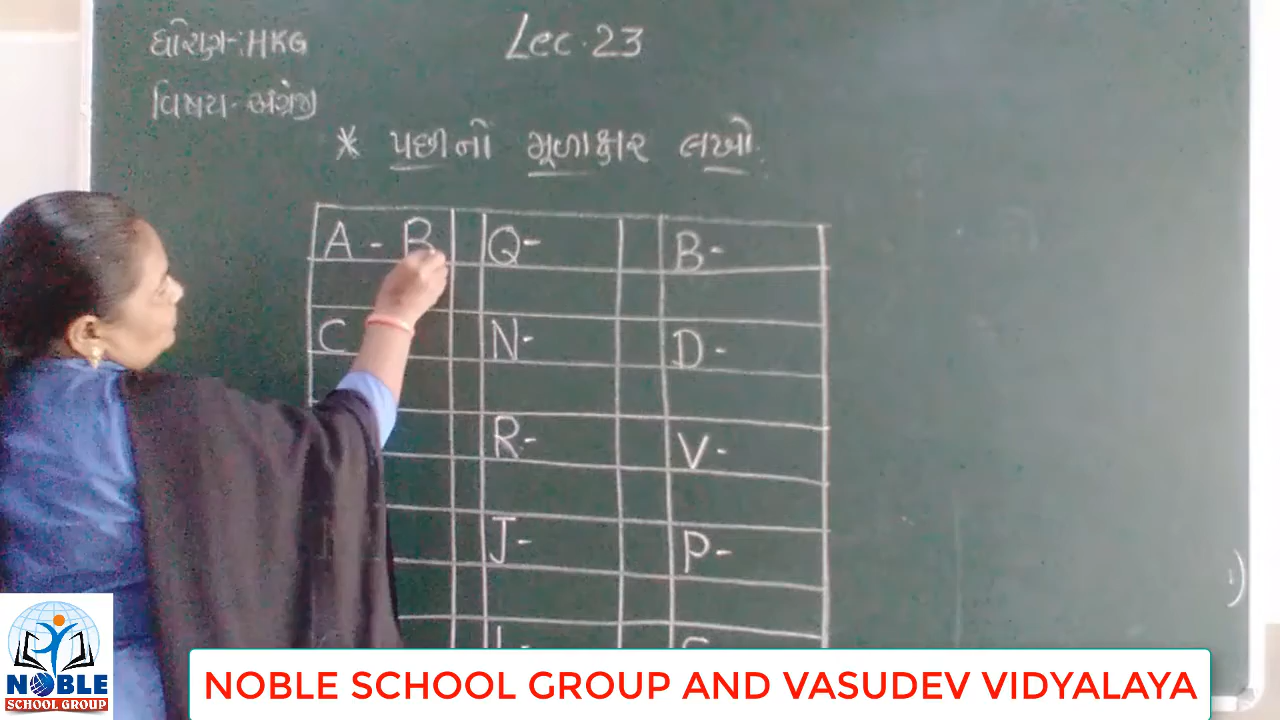 ધોરણ-:HKG
Lec.23
વિષય-અંગ્રેજી
* પછીનો મૂળાક્ષર લખો.
A - B Q- B-
C N- D-
R- V-
J- P-
NOBLE
SCHOOL GROUP
NOBLE SCHOOL GROUP AND VASUDEV VIDYALAYA